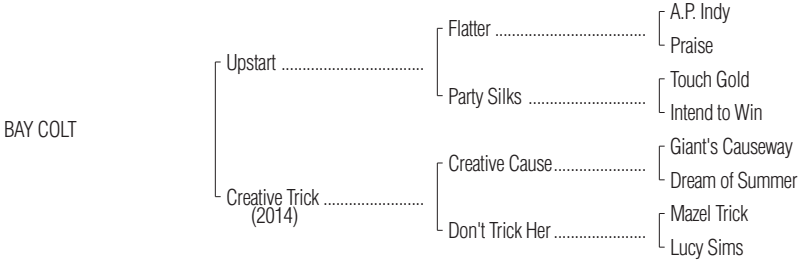 A.P. Indy
Flatter ....................................
Praise
Upstart ..................................
Touch Gold
Party Silks ............................
Intend to Win
BAY COLT
Giant's Causeway
Creative Cause......................
Dream of Summer
Creative Trick ........................
(2014)
Mazel Trick
Don't Trick Her ......................
Lucy Sims